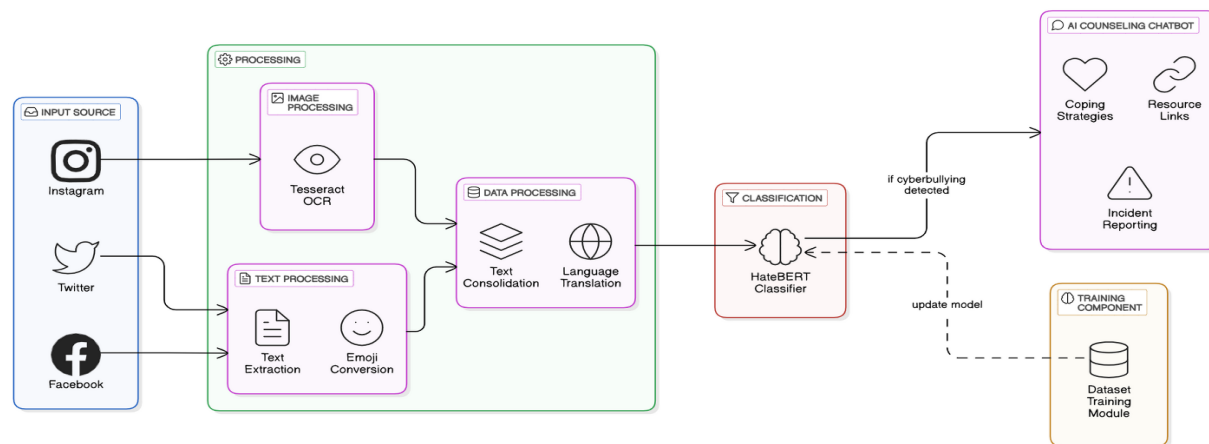 INPUT SOURCE
Instagram
Twitter
Facebook
PROCESSING
IMAGE
PROCESSING
Tesseract
OCR
TEXT PROCESSING
Text
Extraction
Emoji
Conversion
DATA PROCESSING
Text
Consolidation
Language
Translation
CLASSIFICATION
HateBERT
Classifier
if cyberbullying
detected
update model
AI COUNSELING CHATBOT
Coping
Strategies
Resource
Links
Incident
Reporting
TRAINING
COMPONENT
Dataset
Training
Module